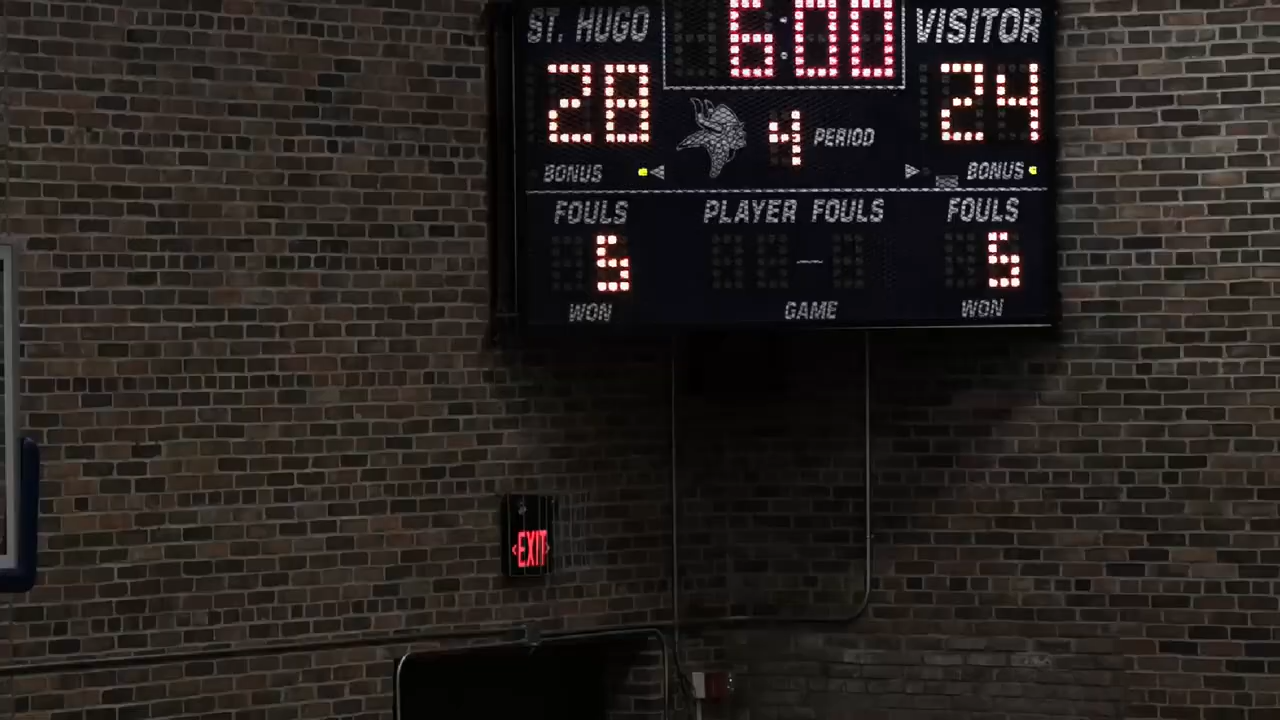 ST. HUGO 6:00 VISITOR
28 24
4 PERIOD
BONUS BONUS
FOULS PLAYER FOULS FOULS
5 - 5
WON GAME WON
EXIT